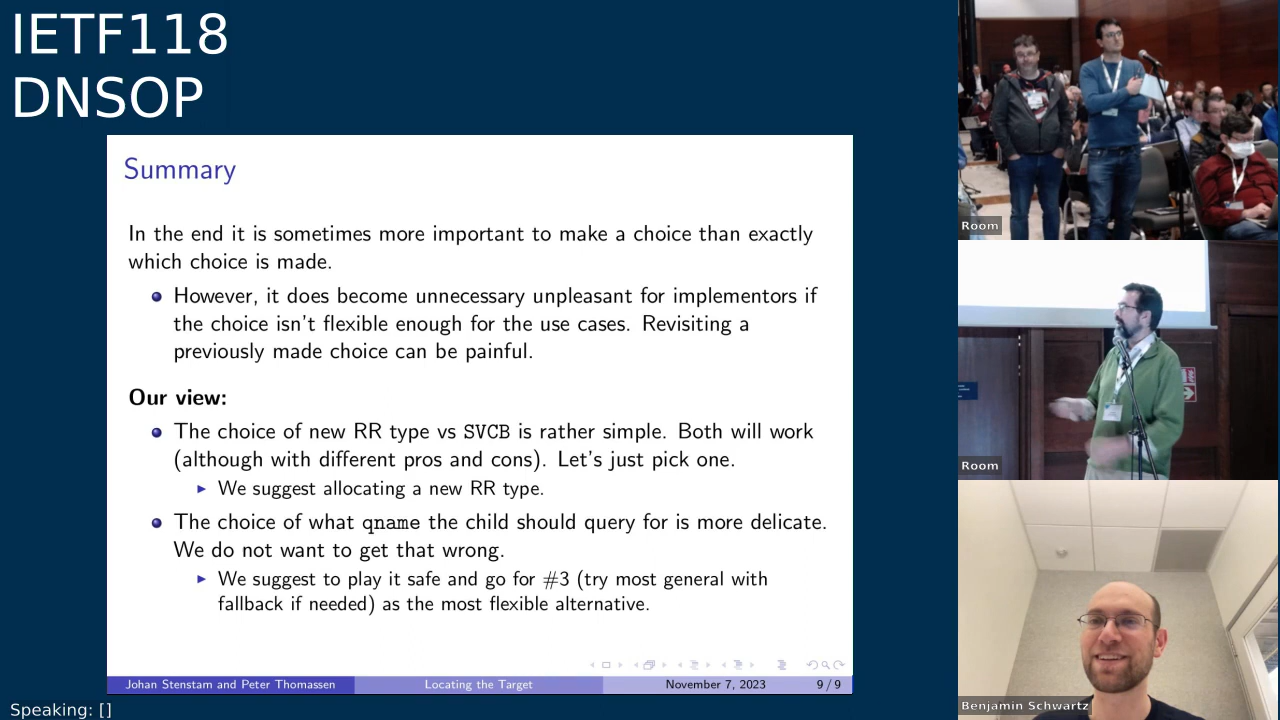 IETF118
DNSOP
Summary
In the end it is sometimes more important to make a choice than exactly
which choice is made.
However, it does become unnecessary unpleasant for implementors if
the choice isn't flexible enough for the use cases. Revisiting a
previously made choice can be painful.
Our view:
The choice of new RR type vs SVCB is rather simple. Both will work
(although with different pros and cons). Let's just pick one.
We suggest allocating a new RR type.
The choice of what qname the child should query for is more delicate.
We do not want to get that wrong.
We suggest to play it safe and go for #3 (try most general with
fallback if needed) as the most flexible alternative.
Johan Stenstam and Peter Thomassen
Locating the Target
November 7, 2023
9 / 9
Speaking: []
Room
Room
Benjamin Schwartz